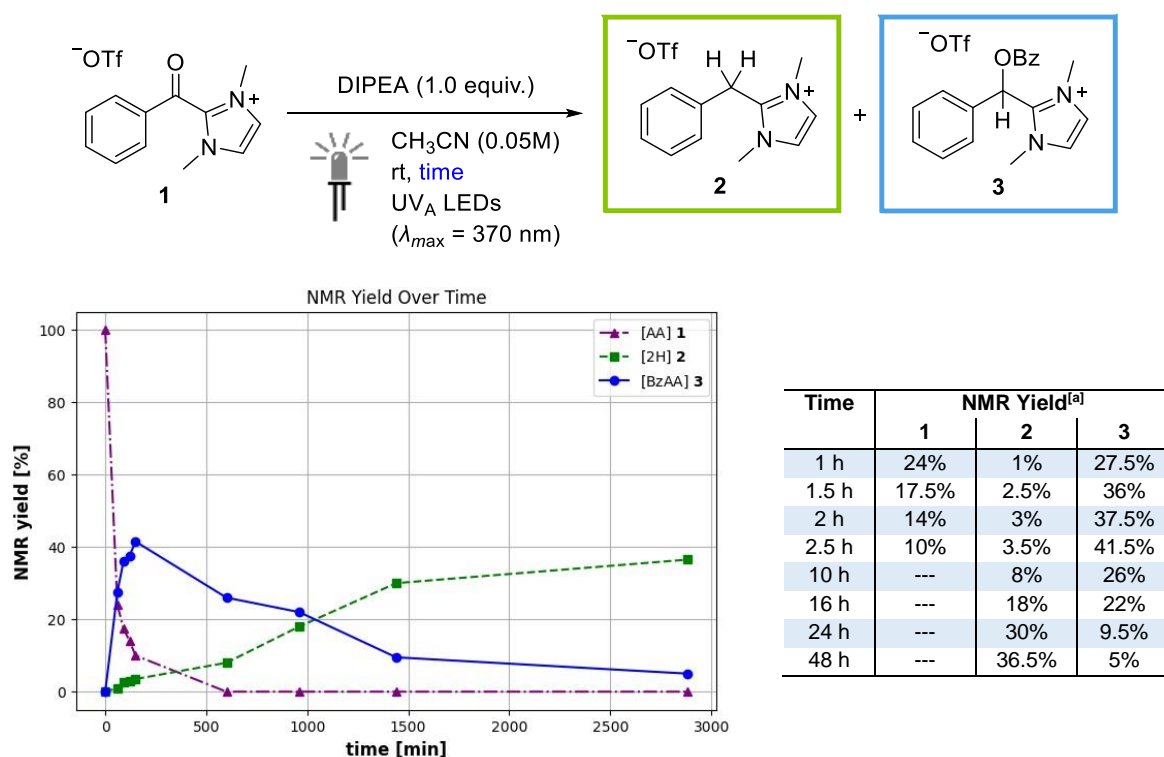 ⁻OTf
O
N
+
N
1
DIPEA (1.0 equiv.)
CH₃CN (0.05M)
rt, time
UV_A LEDs
(λ_max = 370 nm)
⁻OTf
H H
N
+
N
2
+
⁻OTf
OBz
N
+
H
N
3
NMR Yield Over Time
[AA] 1
[2H] 2
[BzAA] 3
NMR yield [%]
100
80
60
40
20
0
0 500 1000 1500 2000 2500 3000
time [min]
Time NMR Yield[a]
1 2 3
1 h 24% 1% 27.5%
1.5 h 17.5% 2.5% 36%
2 h 14% 3% 37.5%
2.5 h 10% 3.5% 41.5%
10 h --- 8% 26%
16 h --- 18% 22%
24 h --- 30% 9.5%
48 h --- 36.5% 5%